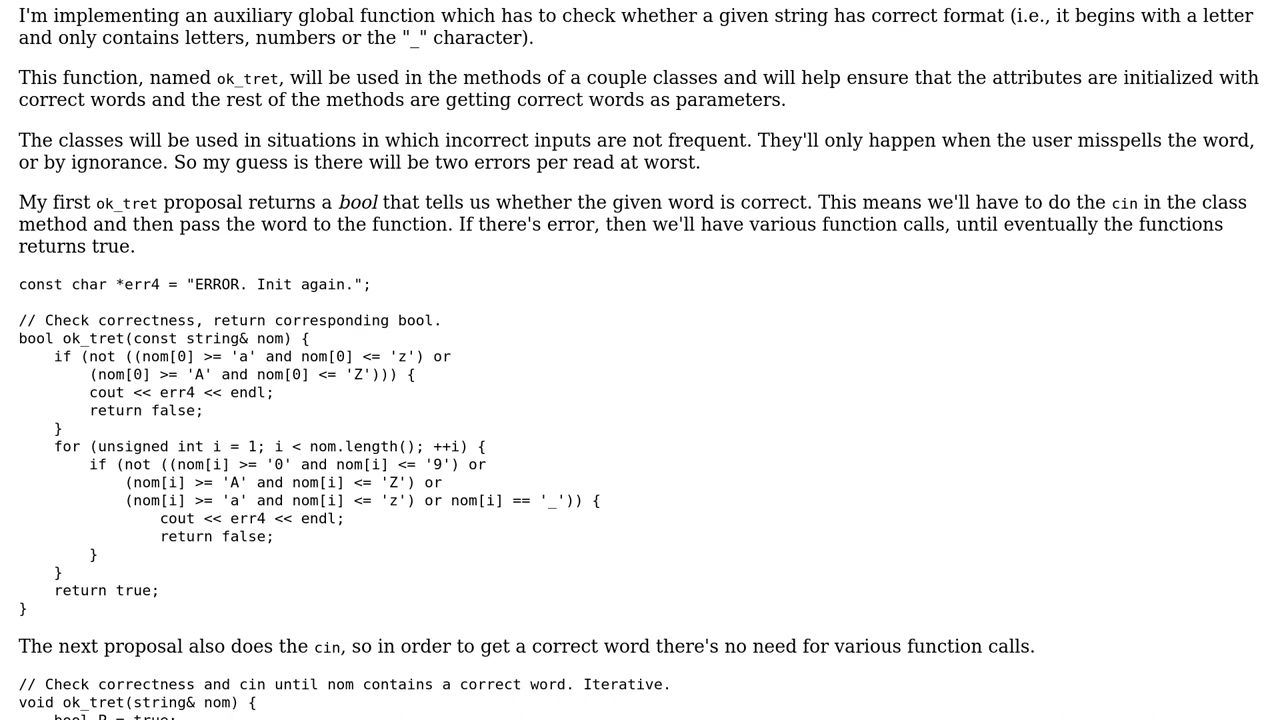 I'm implementing an auxiliary global function which has to check whether a given string has correct format (i.e., it begins with a letter
and only contains letters, numbers or the "_" character).
This function, named ok_tret, will be used in the methods of a couple classes and will help ensure that the attributes are initialized with
correct words and the rest of the methods are getting correct words as parameters.
The classes will be used in situations in which incorrect inputs are not frequent. They'll only happen when the user misspells the word,
or by ignorance. So my guess is there will be two errors per read at worst.
My first ok_tret proposal returns a bool that tells us whether the given word is correct. This means we'll have to do the cin in the class
method and then pass the word to the function. If there's error, then we'll have various function calls, until eventually the functions
returns true.
const char *err4 = "ERROR. Init again.";
// Check correctness, return corresponding bool.
bool ok_tret(const string& nom) {
    if (not ((nom[0] >= 'a' and nom[0] <= 'z') or
        (nom[0] >= 'A' and nom[0] <= 'Z'))) {
        cout << err4 << endl;
        return false;
    }
    for (unsigned int i = 1; i < nom.length(); ++i) {
        if (not ((nom[i] >= '0' and nom[i] <= '9') or
            (nom[i] >= 'A' and nom[i] <= 'Z') or
            (nom[i] >= 'a' and nom[i] <= 'z') or nom[i] == '_')) {
                cout << err4 << endl;
                return false;
        }
    }
    return true;
}
The next proposal also does the cin, so in order to get a correct word there's no need for various function calls.
// Check correctness and cin until nom contains a correct word. Iterative.
void ok_tret(string& nom) {
    bool = true;